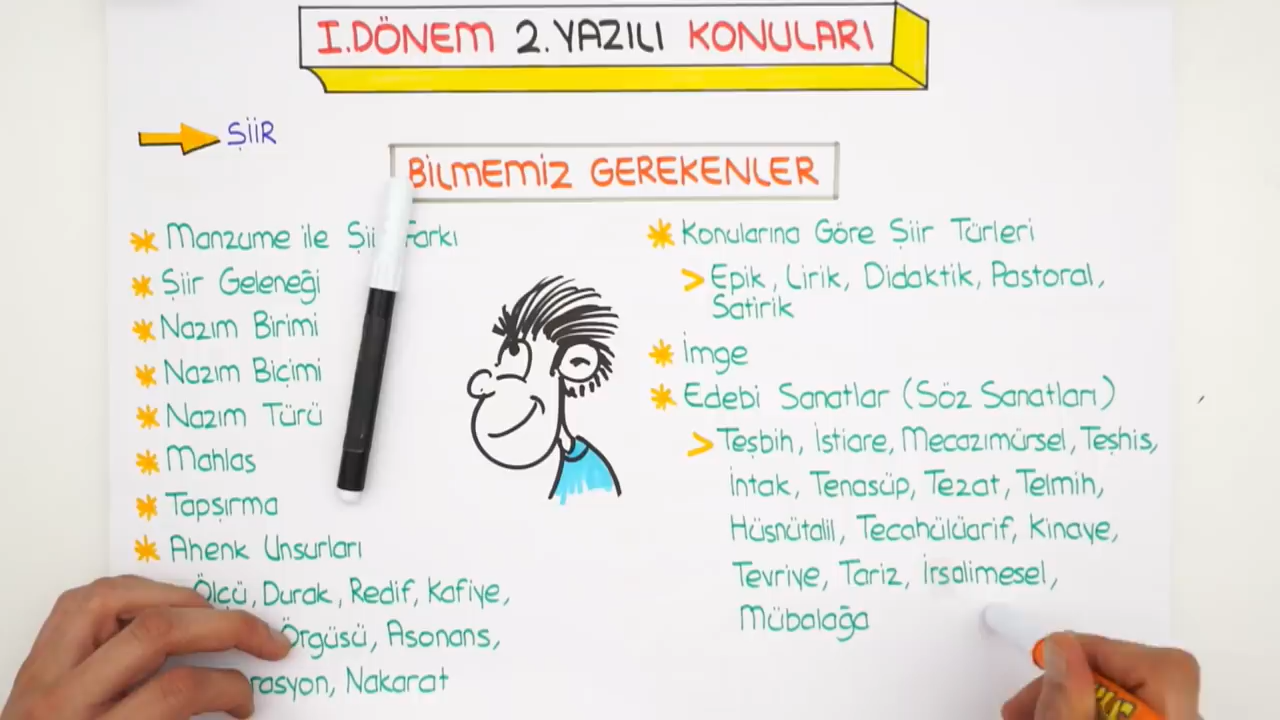 I.DÖNEM 2.YAZILI KONULARI
ŞİİR
BİLMEMİZ GEREKENLER
Manzume ile Farkı
Şiir Geleneği
Nazım Birimi
Nazım Biçimi
Nazım Türü
Mahlas
Tapşırma
Ahenk Unsurları
Ölçü, Durak, Redif, Kafiye,
Örgüsü, Asonans,
Nakarat
Konularına Göre Şiir Türleri
> Epik, Lirik, Didaktik, Pastoral,
Satirik
İmge
Edebi Sanatlar (Söz Sanatları)
> Teşbih, İstiare, Mecazımürsel, Teşhis,
İntak, Tenasüp, Tezat, Telmih,
Hüsnütalil, Tecahülüarif, Kinaye,
Tevriye, Tariz, İrsalimesel,
Mübalağa